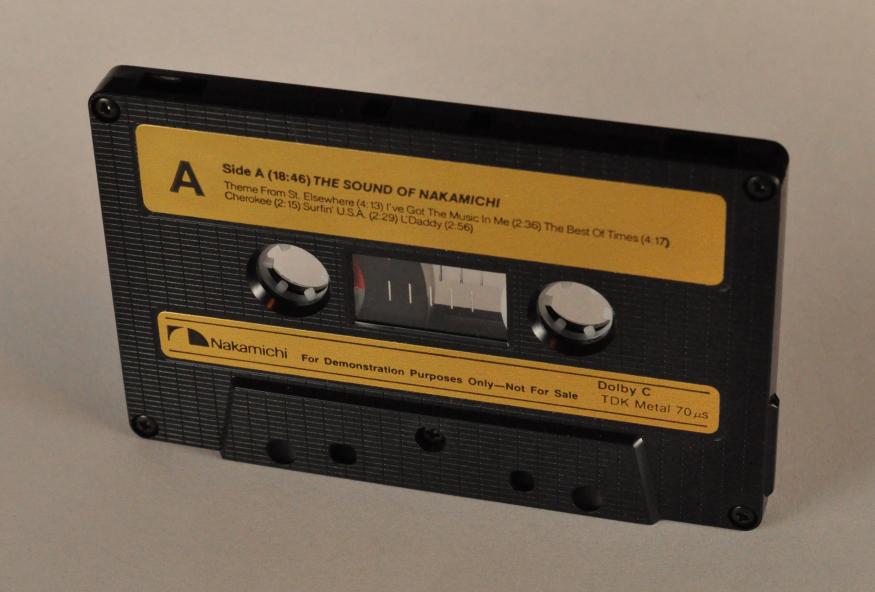 A
Side A (18:46) THE SOUND OF NAKAMICHI
Theme From St. Elsewhere (4:13) I've Got The Music In Me (2:36) The Best Of Times (4:17)
Cherokee (2:15) Surfin' U.S.A. (2:29) L'Daddy (2:56)
Nakamichi For Demonstration Purposes Only—Not For Sale Dolby C
TDK Metal 70µs